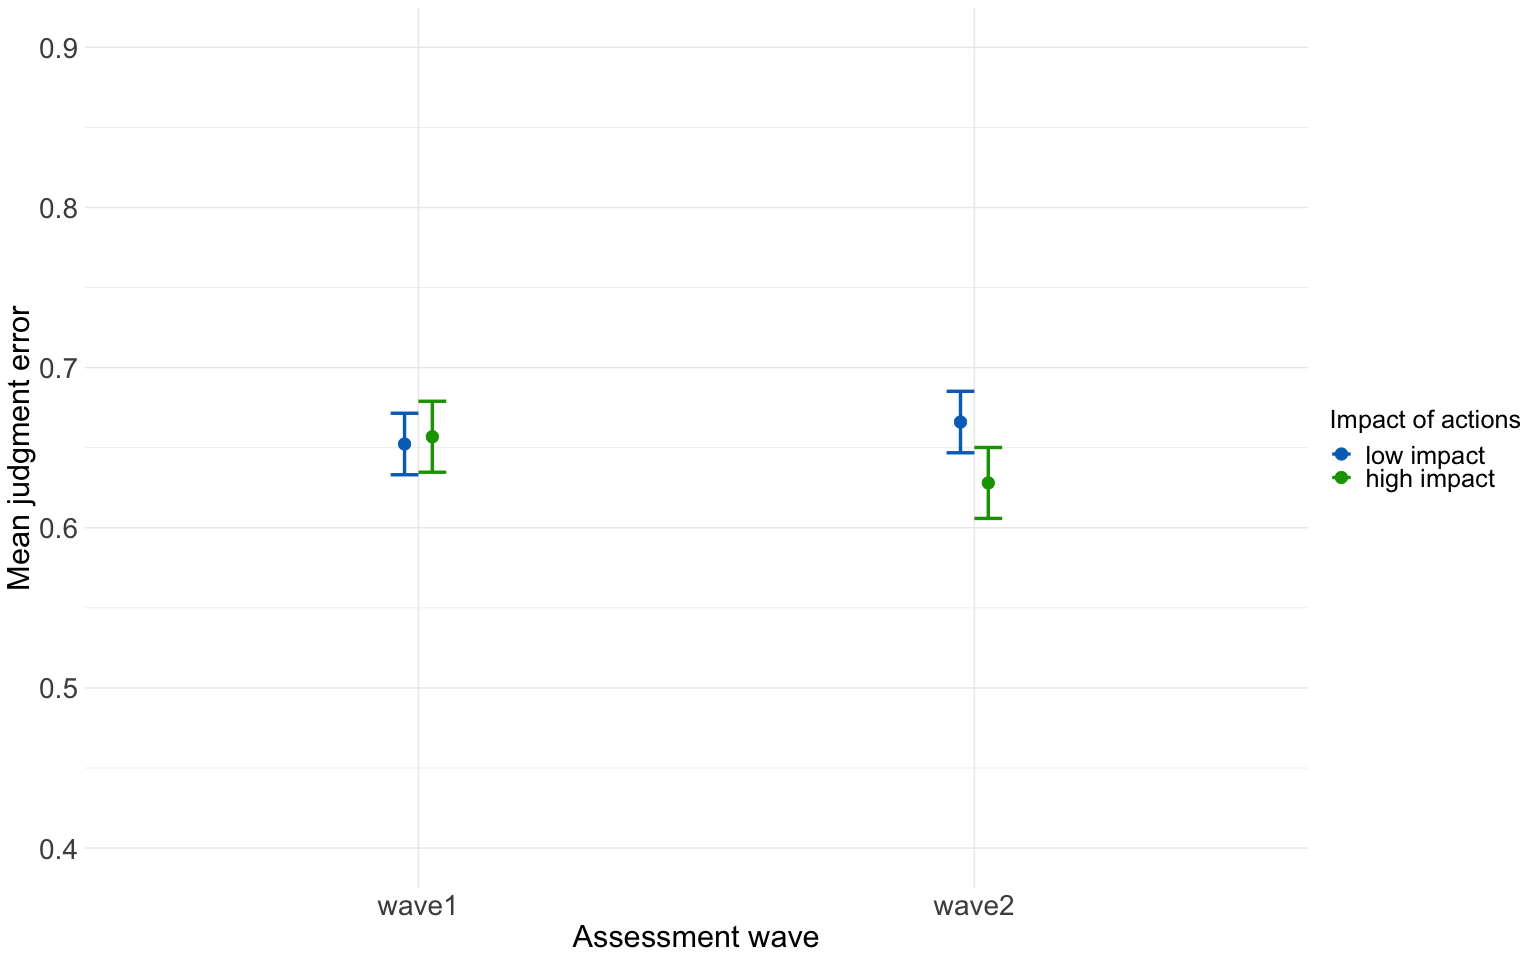 0.9
0.8
0.7
0.6
0.5
0.4
Mean judgment error
wave1
wave2
Assessment wave
Impact of actions
low impact
high impact